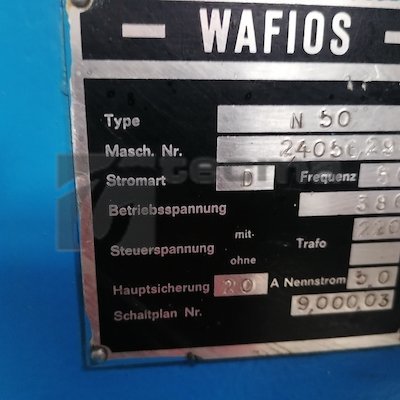 WAFIOS
Type N 50
Masch. Nr. 2405629
Stromart D Frequenz
Betriebsspannung 380
mit- 220
Steuerspannung Trafo
ohne
Hauptsicherung 20 A Nennstrom 5,0
Schaltplan Nr. 9,000,03